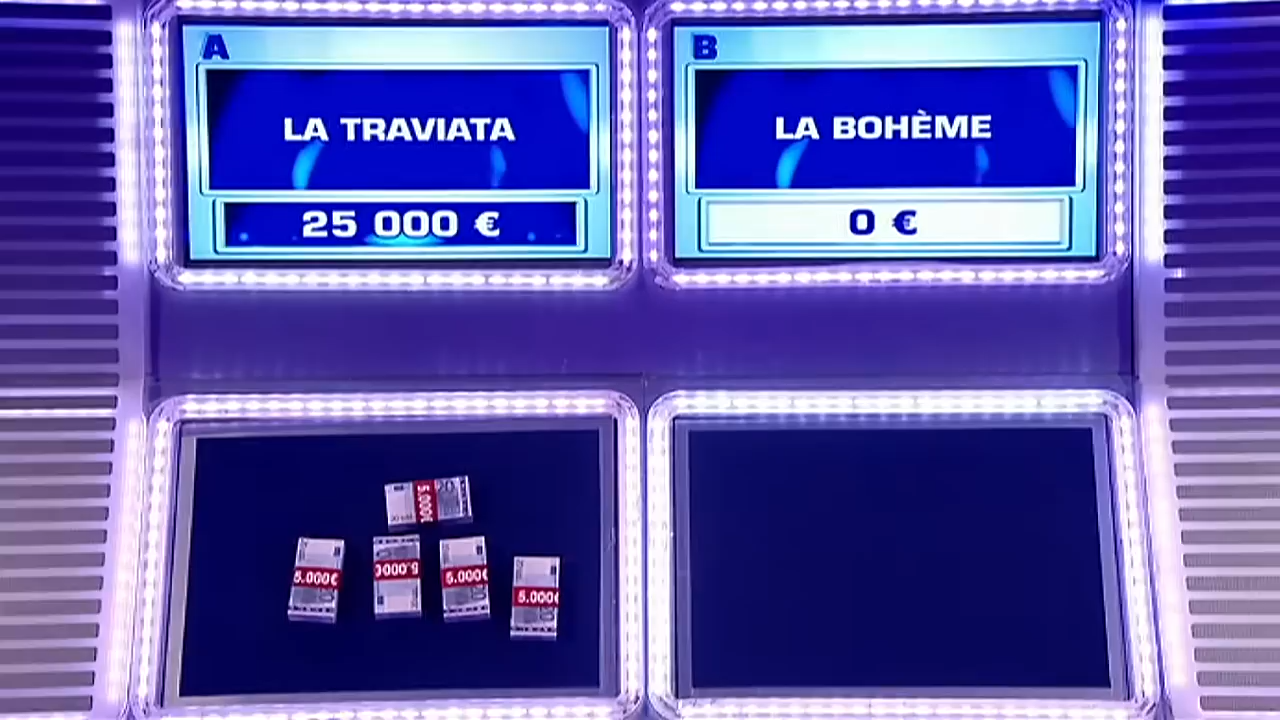 A
LA TRAVIATA
25 000 €
B
LA BOHÈME
0 €
5.000€
5.000€
5.000
5.000€
5.000€